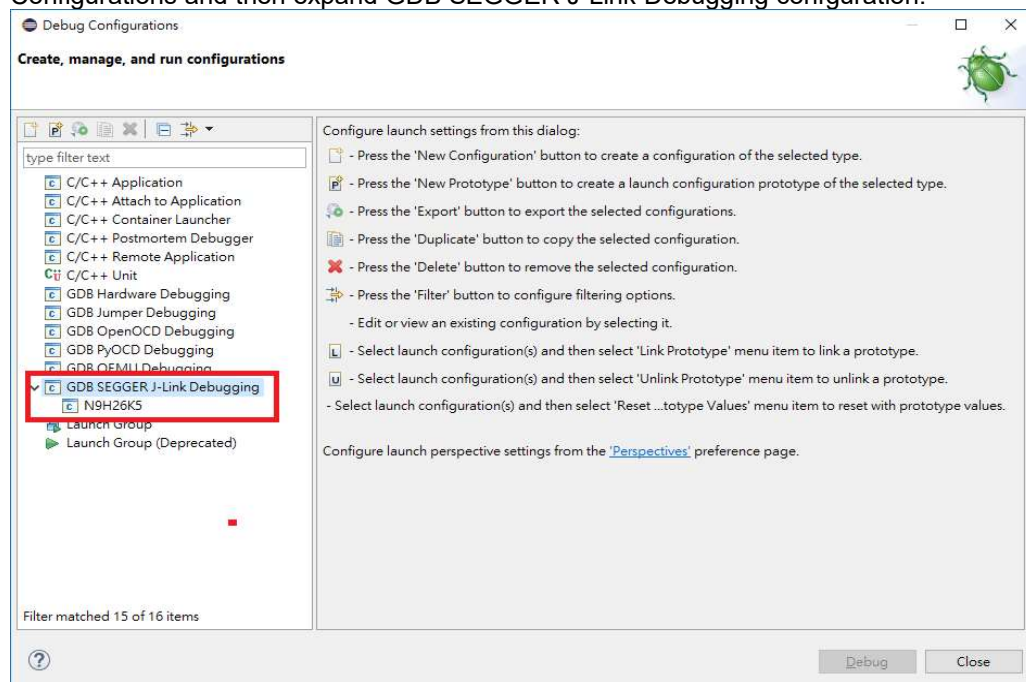 Configurations and then expand GDB SEGGER J-Link Debugging configuration.
Debug Configurations
Create, manage, and run configurations
type filter text
C/C++ Application
C/C++ Attach to Application
C/C++ Container Launcher
C/C++ Postmortem Debugger
C/C++ Remote Application
C/C++ Unit
GDB Hardware Debugging
GDB Jumper Debugging
GDB OpenOCD Debugging
GDB PyOCD Debugging
GDB QEMU Debugging
GDB SEGGER J-Link Debugging
N9H26K5
Launch Group
Launch Group (Deprecated)
Filter matched 15 of 16 items
Configure launch settings from this dialog:
- Press the 'New Configuration' button to create a configuration of the selected type.
- Press the 'New Prototype' button to create a launch configuration prototype of the selected type.
- Press the 'Export' button to export the selected configurations.
- Press the 'Duplicate' button to copy the selected configuration.
- Press the 'Delete' button to remove the selected configuration.
- Press the 'Filter' button to configure filtering options.
- Edit or view an existing configuration by selecting it.
- Select launch configuration(s) and then select 'Link Prototype' menu item to link a prototype.
- Select launch configuration(s) and then select 'Unlink Prototype' menu item to unlink a prototype.
- Select launch configuration(s) and then select 'Reset ...totype Values' menu item to reset with prototype values.
Configure launch perspective settings from the 'Perspectives' preference page.
Debug
Close